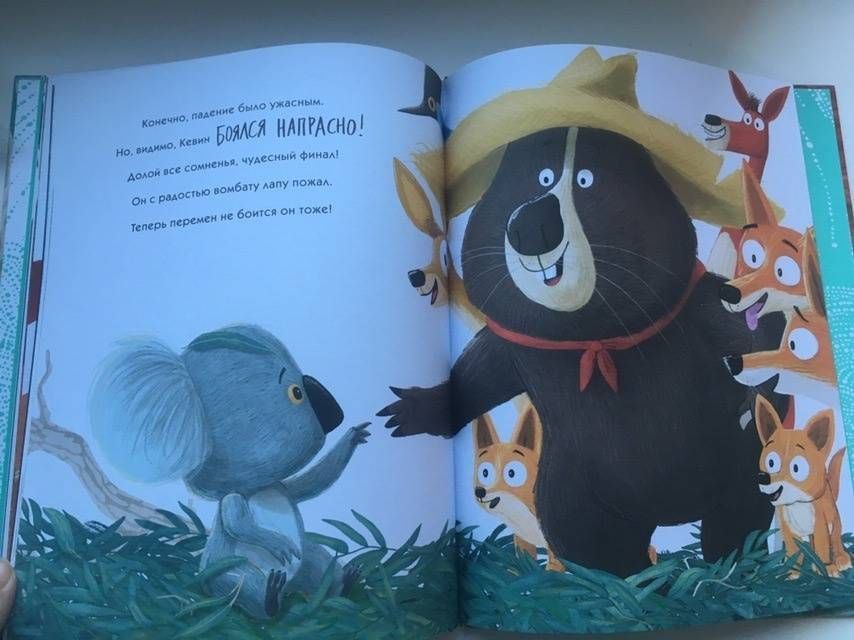 Конечно, падение было ужасным.
Но, видимо, Кевин БОЯЛСЯ НАПРАСНО!
Долой все сомненья, чудесный финал!
Он с радостью вомбату лапу пожал.
Теперь перемен не боится он тоже!